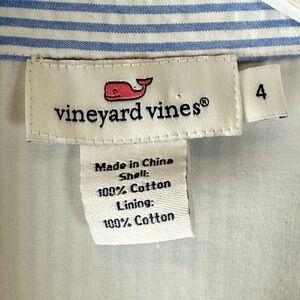 vineyard vines®
4
Made in China
Shell:
100% Cotton
Lining:
100% Cotton